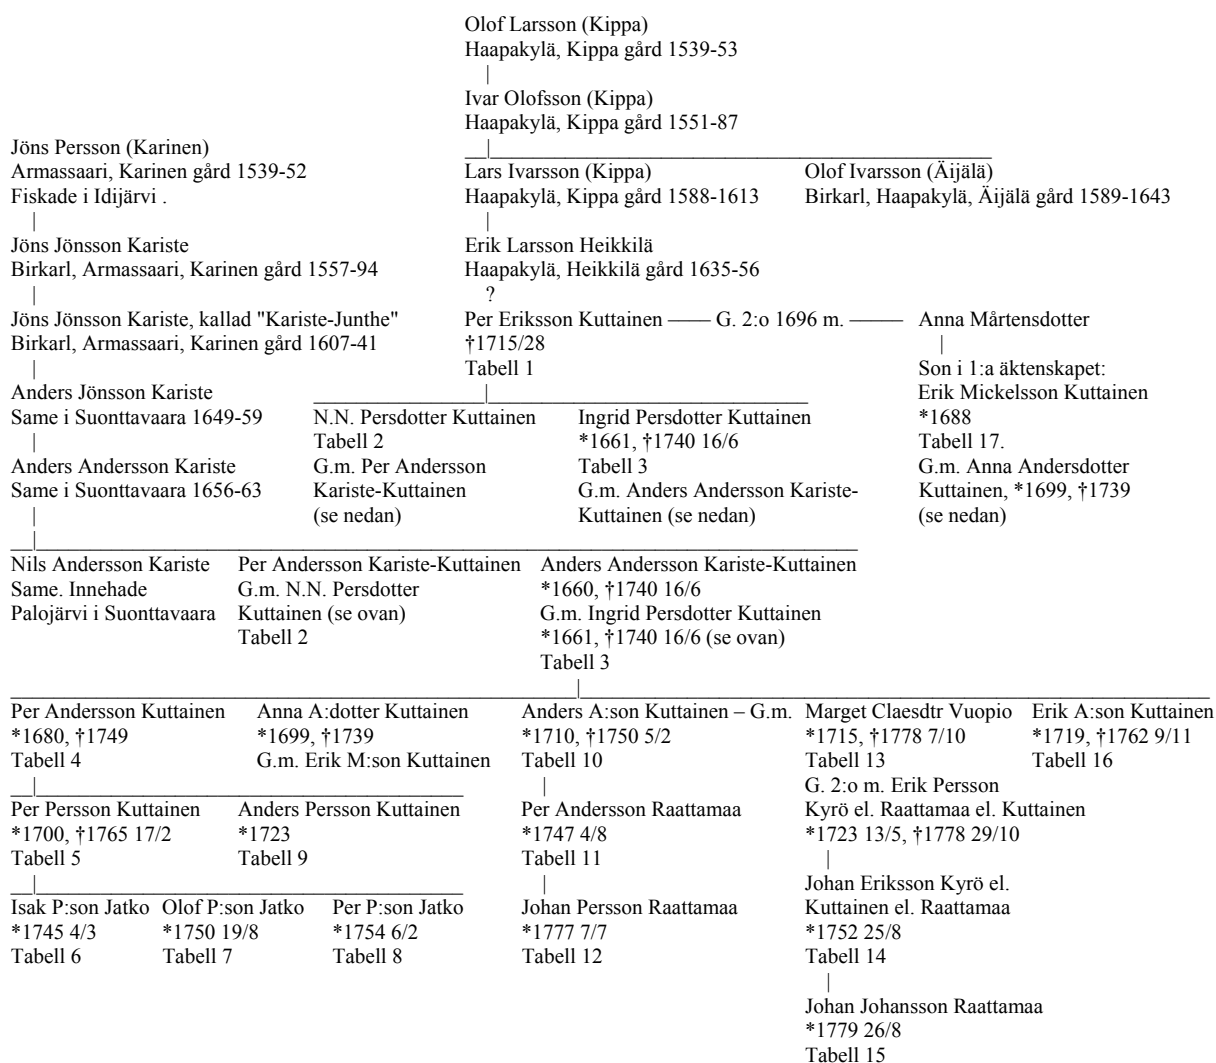 Olof Larsson (Kippa)
Haapakylä, Kippa gård 1539-53
|
Ivar Olofsson (Kippa)
Haapakylä, Kippa gård 1551-87
Jöns Persson (Karinen)
Armassaari, Karinen gård 1539-52 Lars Ivarsson (Kippa) Olof Ivarsson (Äijälä)
Fiskade i Idijärvi . Haapakylä, Kippa gård 1588-1613 Birkarl, Haapakylä, Äijälä gård 1589-1643
| |
Jöns Jönsson Kariste Erik Larsson Heikkilä
Birkarl, Armassaari, Karinen gård 1557-94 Haapakylä, Heikkilä gård 1635-56
| ?
Jöns Jönsson Kariste, kallad "Kariste-Junthe" Per Eriksson Kuttainen —— G. 2:o 1696 m. —— Anna Mårtensdotter
Birkarl, Armassaari, Karinen gård 1607-41 †1715/28 |
| Tabell 1 Son i 1:a äktenskapet:
Anders Jönsson Kariste Erik Mickelsson Kuttainen
Same i Suonttavaara 1649-59 N.N. Persdotter Kuttainen Ingrid Persdotter Kuttainen *1688
| Tabell 2 *1661, †1740 16/6 Tabell 17.
Anders Andersson Kariste G.m. Per Andersson Tabell 3 G.m. Anna Andersdotter
Same i Suonttavaara 1656-63 Kariste-Kuttainen G.m. Anders Andersson Kariste- Kuttainen, *1699, †1739
| (se nedan) Kuttainen (se nedan) (se nedan)
Nils Andersson Kariste Per Andersson Kariste-Kuttainen Anders Andersson Kariste-Kuttainen
Same. Innehade G.m. N.N. Persdotter *1660, †1740 16/6
Palojärvi i Suonttavaara Kuttainen (se ovan) G.m. Ingrid Persdotter Kuttainen
Tabell 2 *1661, †1740 16/6 (se ovan)
Tabell 3
Per Andersson Kuttainen Anna A:dotter Kuttainen Anders A:son Kuttainen – G.m. Marget Claesdtr Vuopio Erik A:son Kuttainen
*1680, †1749 *1699, †1739 *1710, †1750 5/2 *1715, †1778 7/10 *1719, †1762 9/11
Tabell 4 G.m. Erik M:son Kuttainen Tabell 10 Tabell 13 Tabell 16
| G. 2:o m. Erik Persson
Per Persson Kuttainen Anders Persson Kuttainen Per Andersson Raattamaa Kyrö el. Raattamaa el. Kuttainen
*1700, †1765 17/2 *1723 *1747 4/8 *1723 13/5, †1778 29/10
Tabell 5 Tabell 9 Tabell 11 |
| Johan Eriksson Kyrö el.
Isak P:son Jatko Olof P:son Jatko Per P:son Jatko Johan Persson Raattamaa Kuttainen el. Raattamaa
*1745 4/3 *1750 19/8 *1754 6/2 *1777 7/7 *1752 25/8
Tabell 6 Tabell 7 Tabell 8 Tabell 12 Tabell 14
|
Johan Johansson Raattamaa
*1779 26/8
Tabell 15